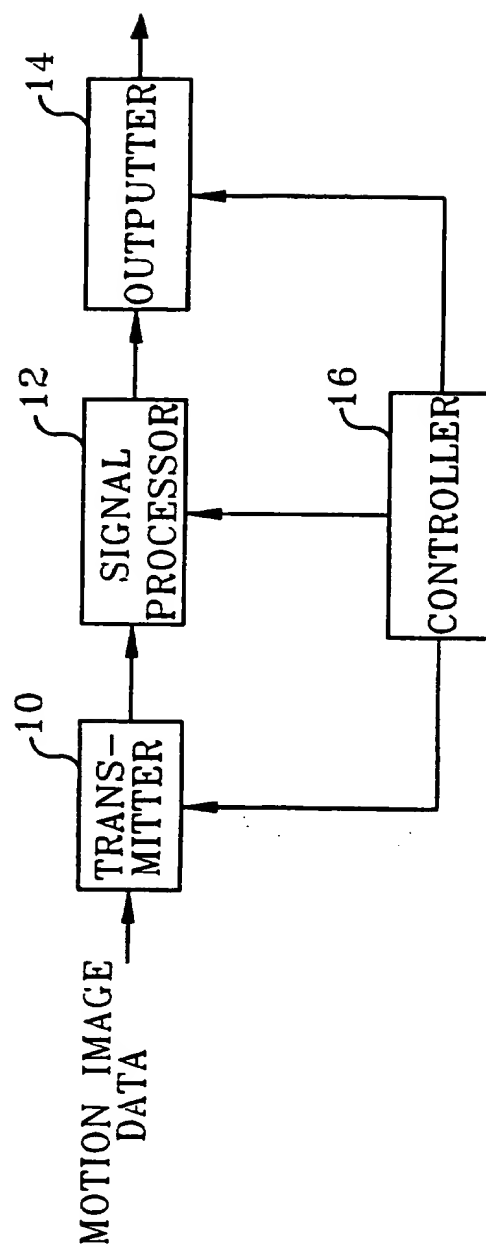 MOTION IMAGE
DATA
10
TRANS-
MITTER
12
SIGNAL
PROCESSOR
14
OUTPUTTER
16
CONTROLLER